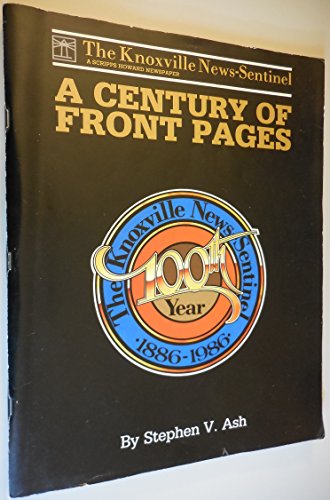 The Knoxville News-Sentinel
A SCRIPPS HOWARD NEWSPAPER
A CENTURY OF
FRONT PAGES
The Knoxville News-Sentinel
100th
Year
·1886-1986·
By Stephen V. Ash